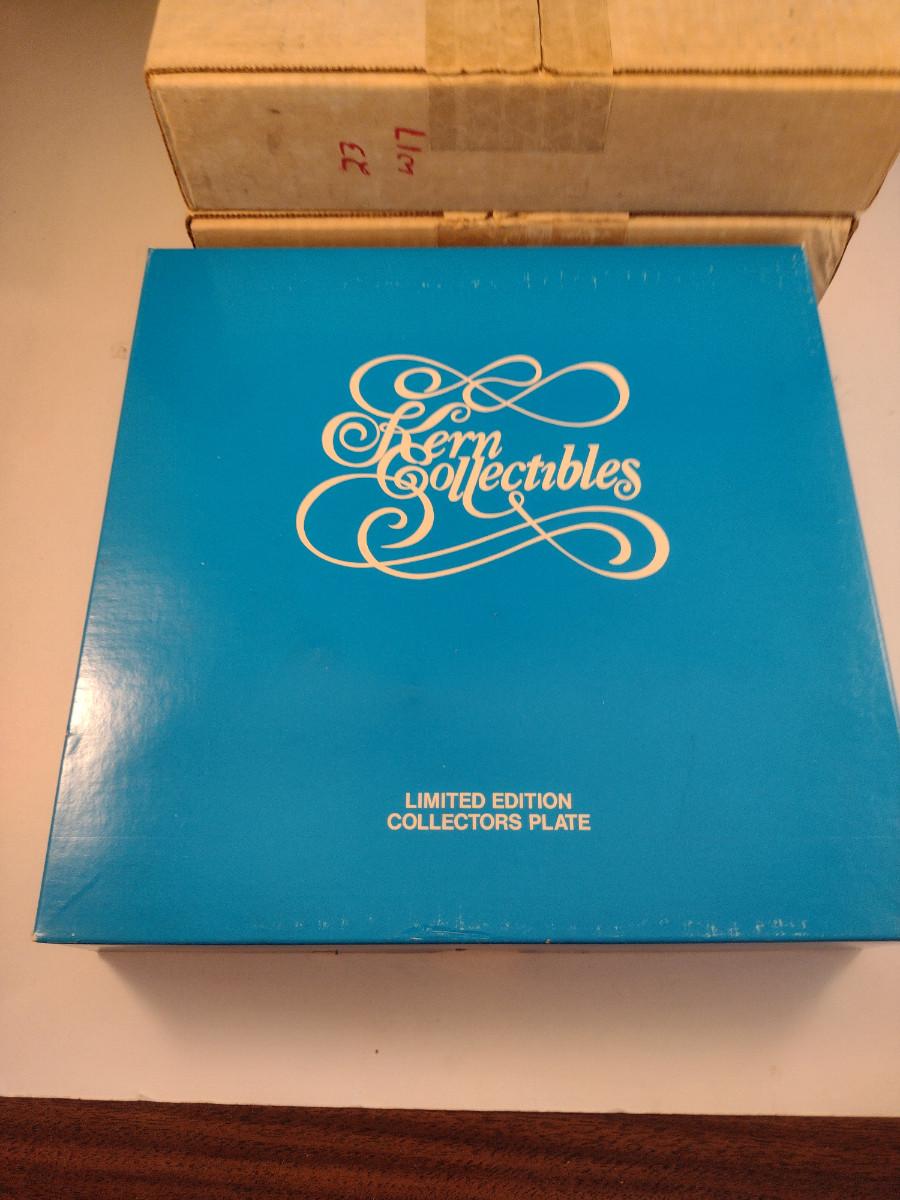 23
W17
Kern
Collectibles
LIMITED EDITION
COLLECTORS PLATE